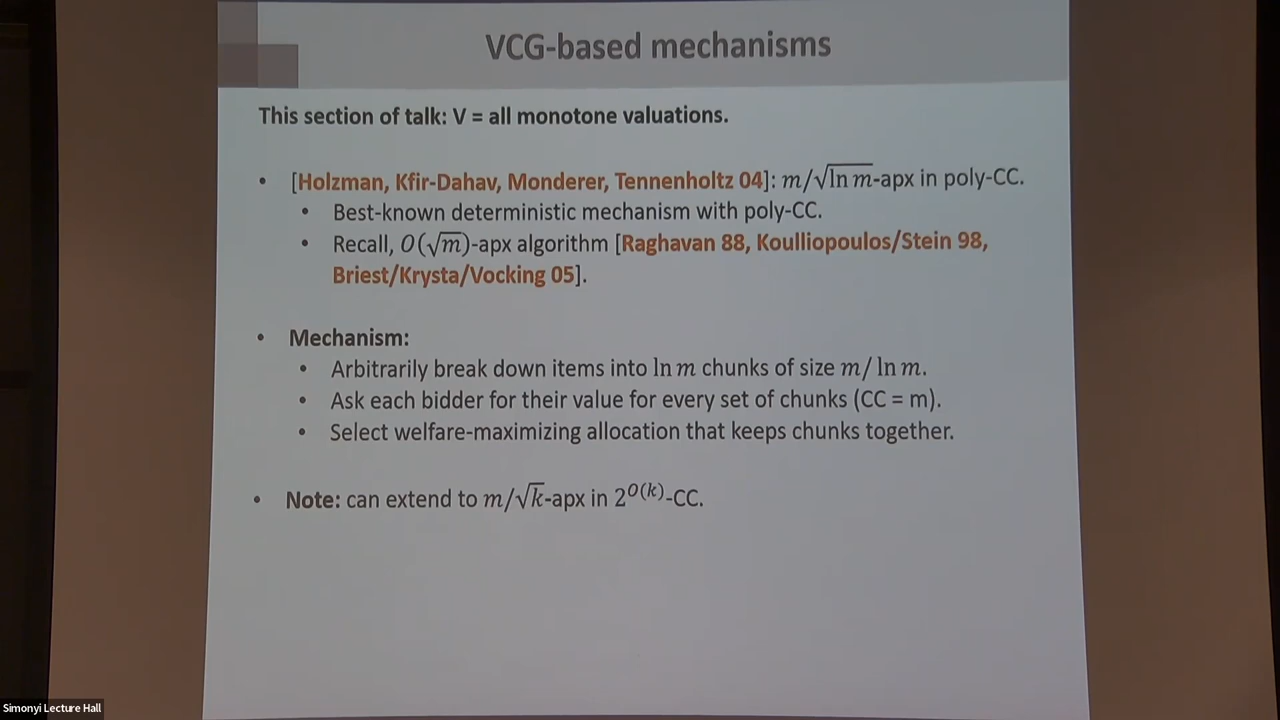 VCG-based mechanisms
This section of talk: V = all monotone valuations.
• [Holzman, Kfir-Dahav, Monderer, Tennenholtz 04]: m/√ln m-apx in poly-CC.
• Best-known deterministic mechanism with poly-CC.
• Recall, O(√m)-apx algorithm [Raghavan 88, Koulliopoulos/Stein 98,
Briest/Krysta/Vocking 05].
• Mechanism:
• Arbitrarily break down items into ln m chunks of size m/ ln m.
• Ask each bidder for their value for every set of chunks (CC = m).
• Select welfare-maximizing allocation that keeps chunks together.
• Note: can extend to m/√k-apx in 2^O(k)-CC.
Simonyi Lecture Hall